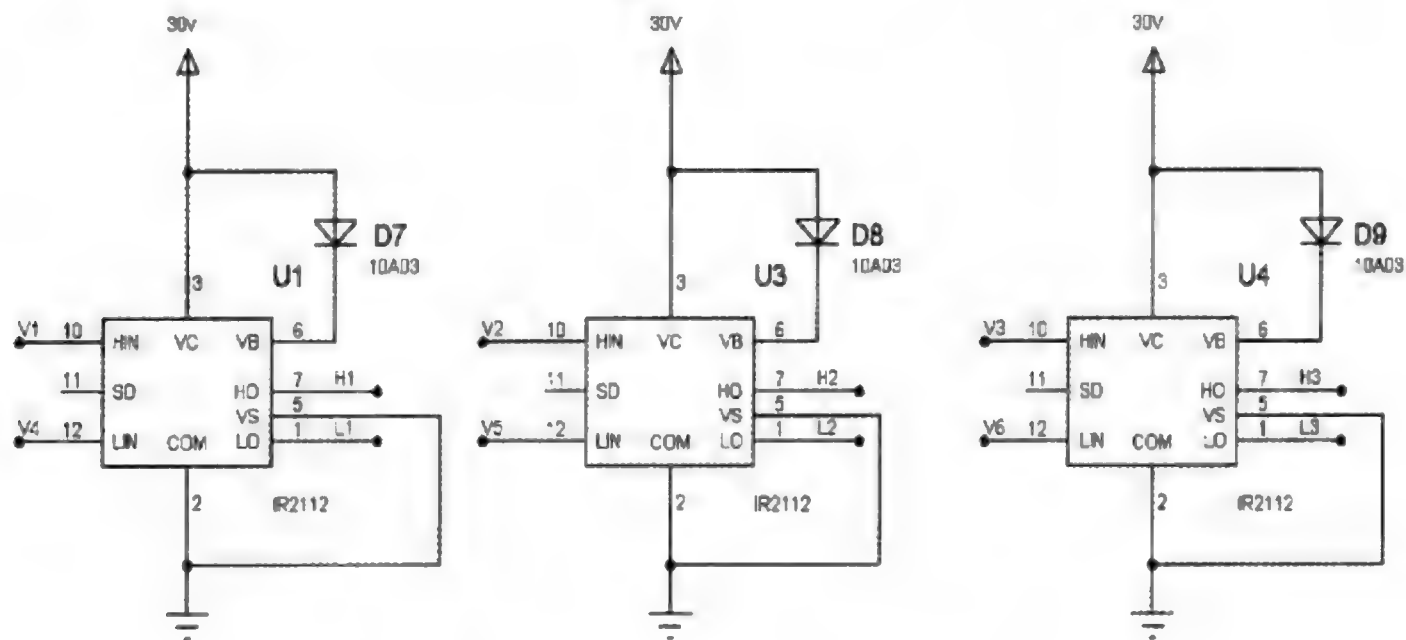 30V
D7
10A03
U1
3
V1 10 HIN VC VB 6
11 SD HO 7 H1
VS 5
V4 12 LIN COM LO 1 L1
2
IR2112
30V
D8
10A03
U3
3
V2 10 HIN VC VB 6
11 SD HO 7 H2
VS 5
V5 12 LIN COM LO 1 L2
2
IR2112
30V
D9
10A03
U4
3
V3 10 HIN VC VB 6
11 SD HO 7 H3
VS 5
V6 12 LIN COM LO 1 L3
2
IR2112